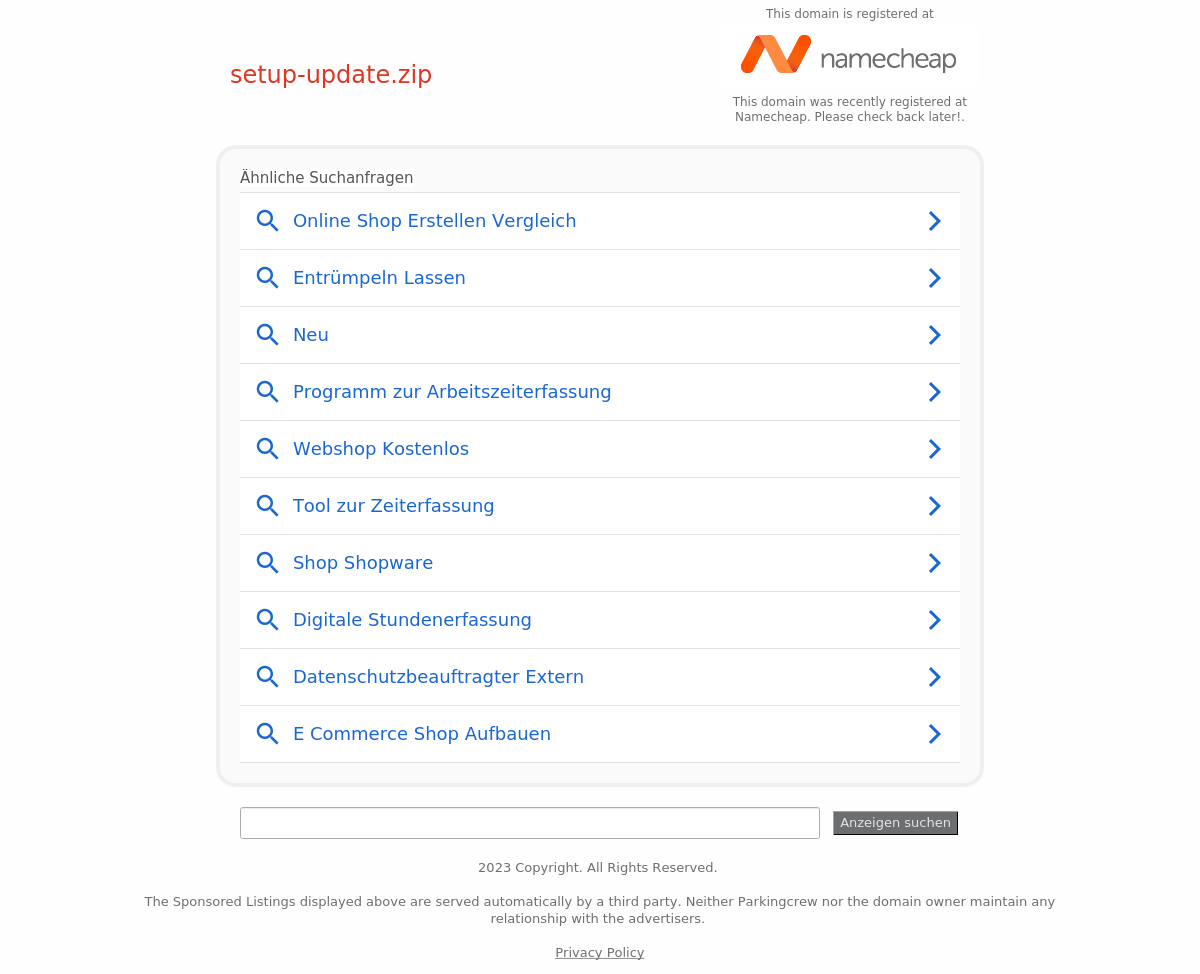 This domain is registered at
namecheap
setup-update.zip
This domain was recently registered at
Namecheap. Please check back later!.
Ähnliche Suchanfragen
Online Shop Erstellen Vergleich
Entrümpeln Lassen
Neu
Programm zur Arbeitszeiterfassung
Webshop Kostenlos
Tool zur Zeiterfassung
Shop Shopware
Digitale Stundenerfassung
Datenschutzbeauftragter Extern
E Commerce Shop Aufbauen
Anzeigen suchen
2023 Copyright. All Rights Reserved.
The Sponsored Listings displayed above are served automatically by a third party. Neither Parkingcrew nor the domain owner maintain any
relationship with the advertisers.
Privacy Policy